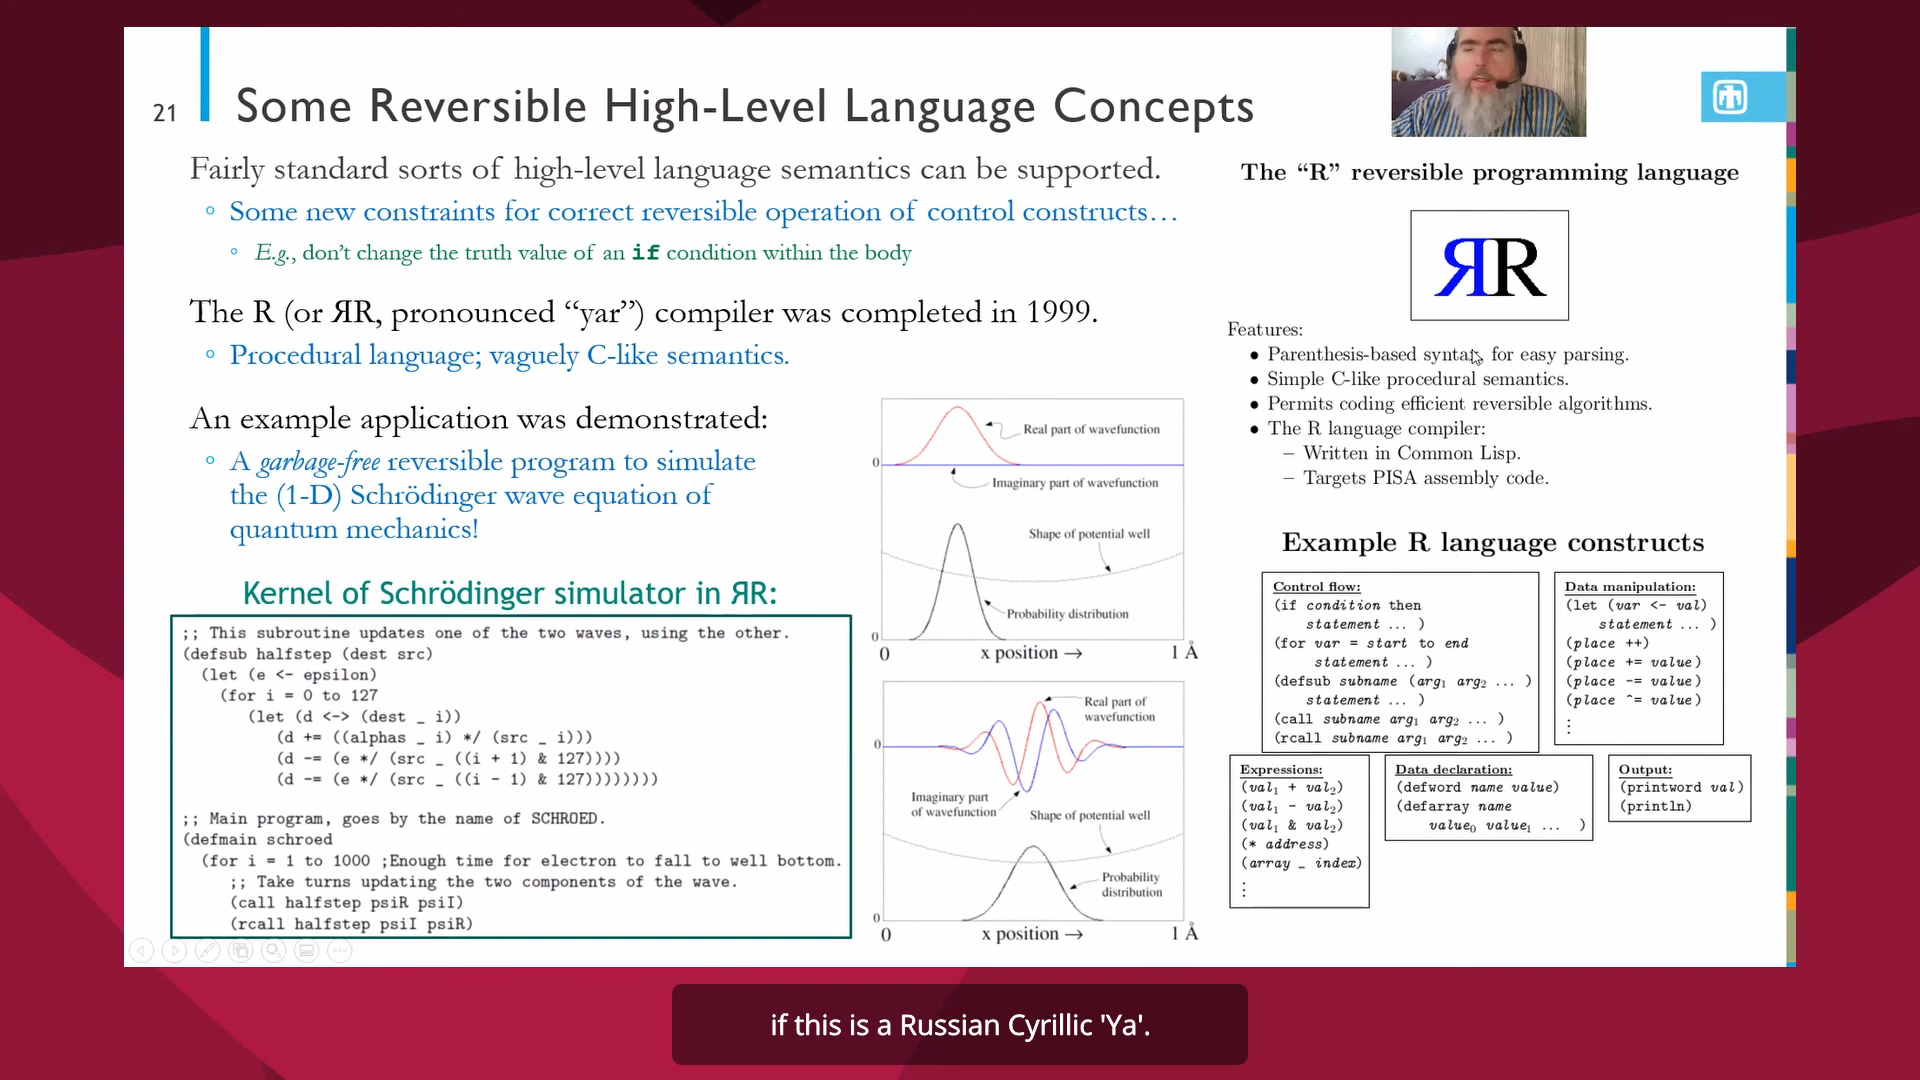 21
Some Reversible High-Level Language Concepts
Fairly standard sorts of high-level language semantics can be supported.
Some new constraints for correct reversible operation of control constructs…
E.g., don't change the truth value of an if condition within the body
The R (or ЯR, pronounced “yar”) compiler was completed in 1999.
Procedural language; vaguely C-like semantics.
An example application was demonstrated:
A garbage-free reversible program to simulate
the (1-D) Schrödinger wave equation of
quantum mechanics!
Kernel of Schrödinger simulator in ЯR:
;; This subroutine updates one of the two waves, using the other.
(defsub halfstep (dest src)
(let (e <- epsilon)
(for i = 0 to 127
(let (d <-> (dest _ i))
(d += ((alphas _ i) */ (src _ i)))
(d -= (e */ (src _ ((i + 1) & 127))))
(d -= (e */ (src _ ((i - 1) & 127))))))))
;; Main program, goes by the name of SCHROED.
(defmain schroed
(for i = 1 to 1000 ;Enough time for electron to fall to well bottom.
;; Take turns updating the two components of the wave.
(call halfstep psiR psiI)
(rcall halfstep psiI psiR)
Real part of wavefunction
0
Imaginary part of wavefunction
Shape of potential well
Probability distribution
0
0 x position → 1 Å
Real part of
wavefunction
0
Imaginary part
of wavefunction
Shape of potential well
Probability
distribution
0
0 x position → 1 Å
The “R” reversible programming language
ЯR
Features:
• Parenthesis-based syntax for easy parsing.
• Simple C-like procedural semantics.
• Permits coding efficient reversible algorithms.
• The R language compiler:
– Written in Common Lisp.
– Targets PISA assembly code.
Example R language constructs
Control flow:
(if condition then
statement ... )
(for var = start to end
statement ... )
(defsub subname (arg₁ arg₂ ... )
statement ... )
(call subname arg₁ arg₂ ... )
(rcall subname arg₁ arg₂ ... )
Data manipulation:
(let (var <- val)
statement ... )
(place ++)
(place += value)
(place -= value)
(place ^= value)
⋮
Expressions:
(val₁ + val₂)
(val₁ - val₂)
(val₁ & val₂)
(* address)
(array _ index)
⋮
Data declaration:
(defword name value)
(defarray name
value₀ value₁ ... )
Output:
(printword val)
(println)
if this is a Russian Cyrillic 'Ya'.